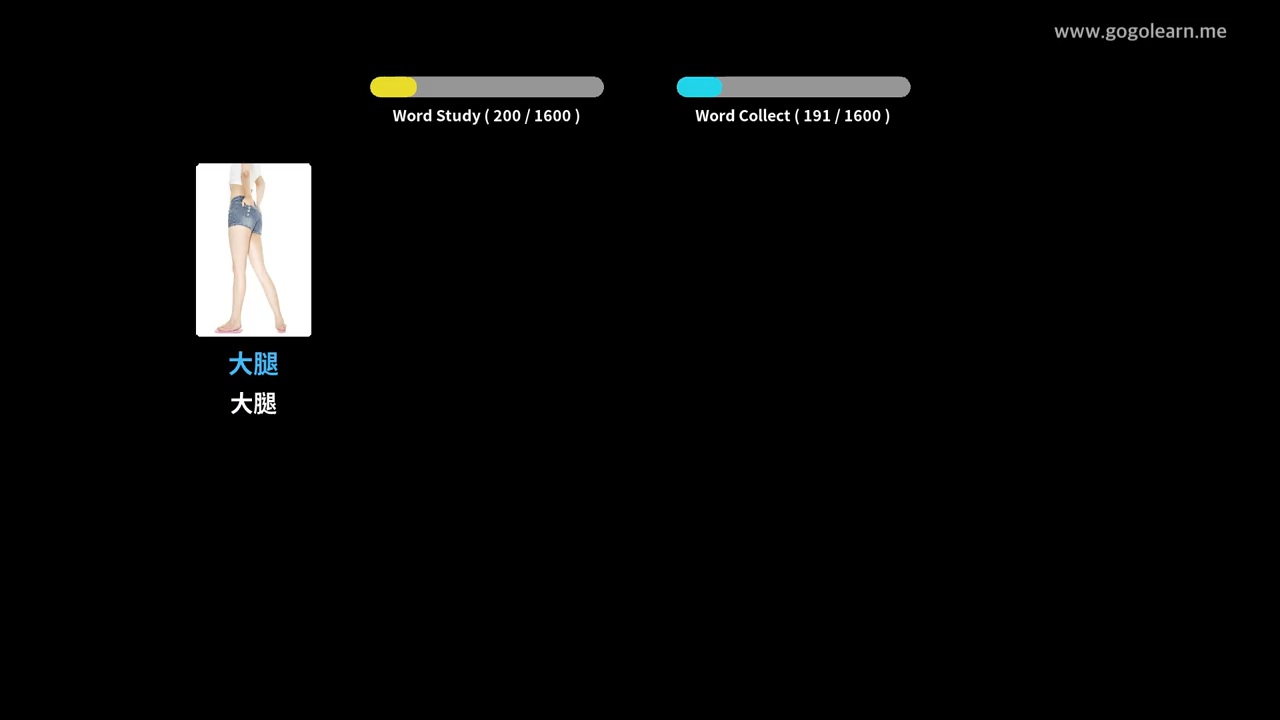 www.gogolearn.me
Word Study ( 200 / 1600 )
Word Collect ( 191 / 1600 )
大腿
大腿